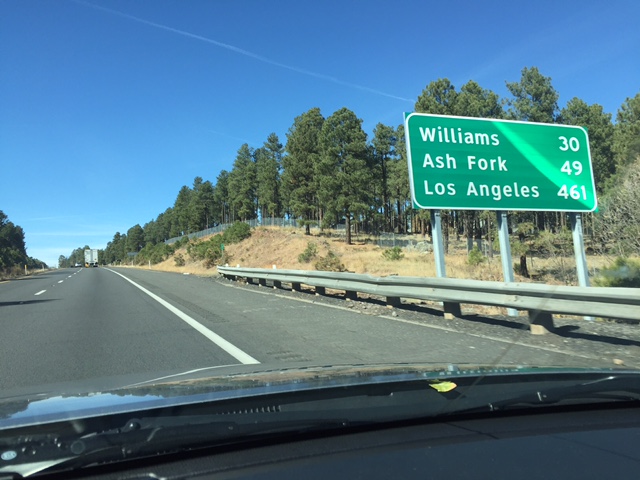 Williams 30
Ash Fork 49
Los Angeles 461